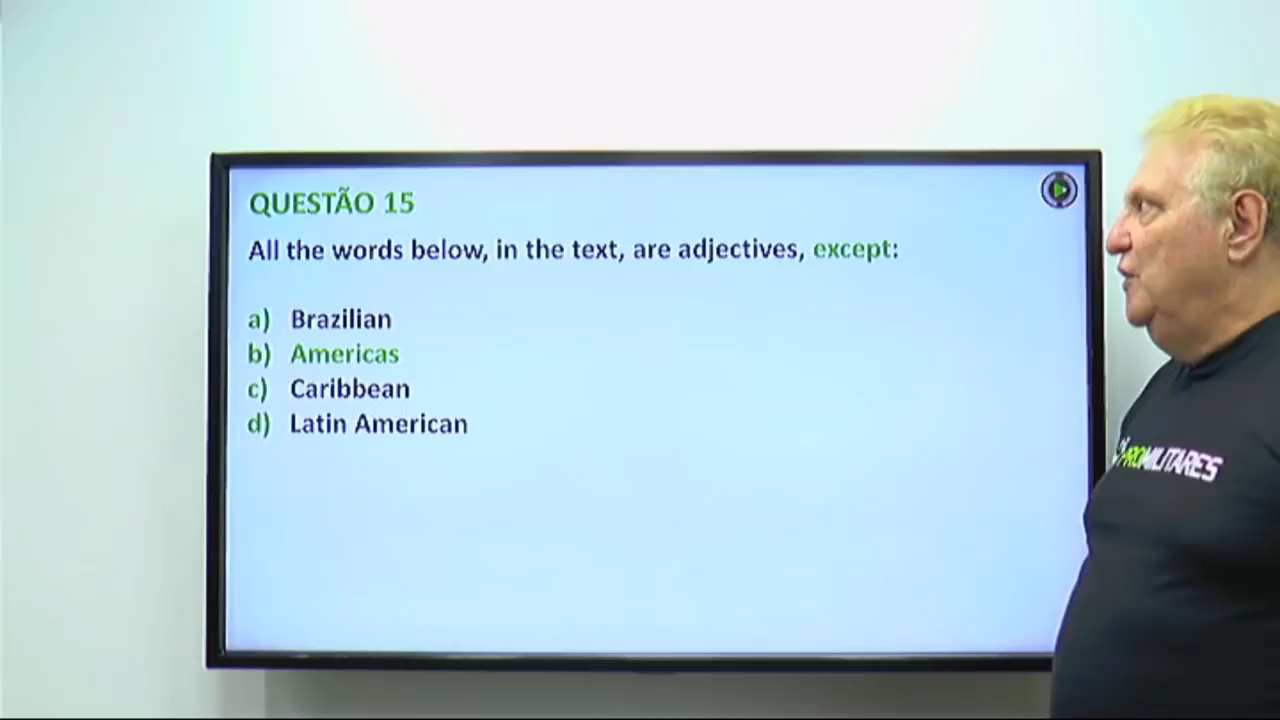 QUESTÃO 15
All the words below, in the text, are adjectives, except:
a) Brazilian
b) Americas
c) Caribbean
d) Latin American
PROMILITARES